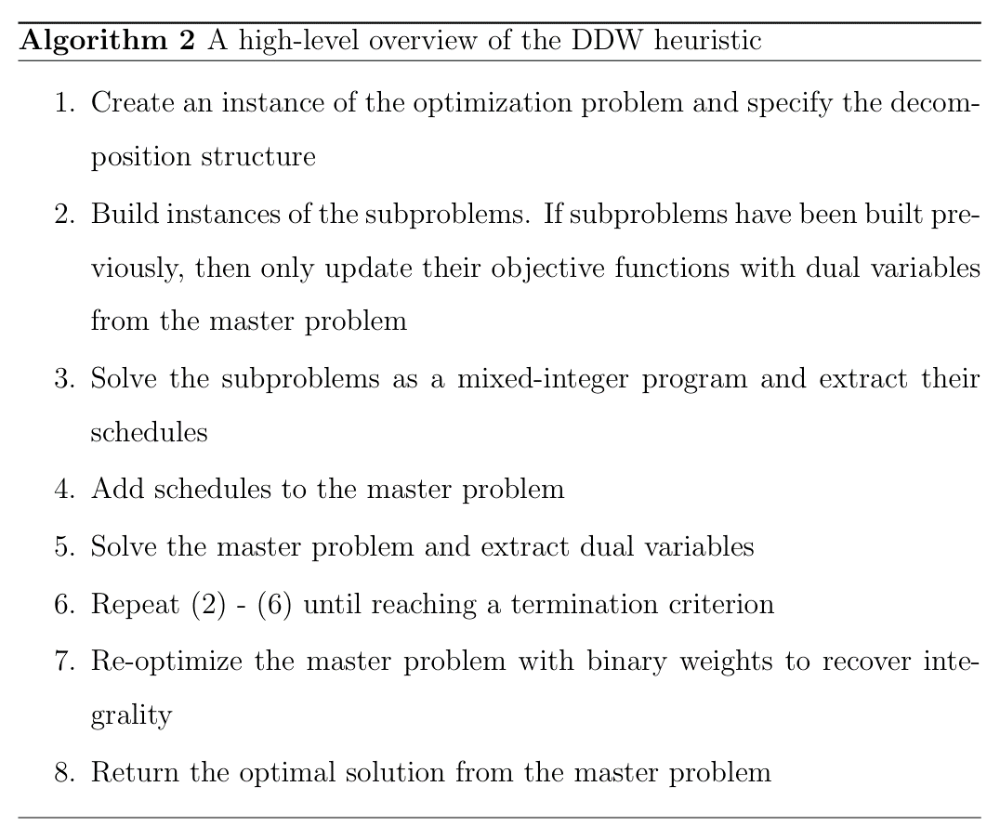 Algorithm 2 A high-level overview of the DDW heuristic
1. Create an instance of the optimization problem and specify the decom-
position structure
2. Build instances of the subproblems. If subproblems have been built pre-
viously, then only update their objective functions with dual variables
from the master problem
3. Solve the subproblems as a mixed-integer program and extract their
schedules
4. Add schedules to the master problem
5. Solve the master problem and extract dual variables
6. Repeat (2) - (6) until reaching a termination criterion
7. Re-optimize the master problem with binary weights to recover inte-
grality
8. Return the optimal solution from the master problem